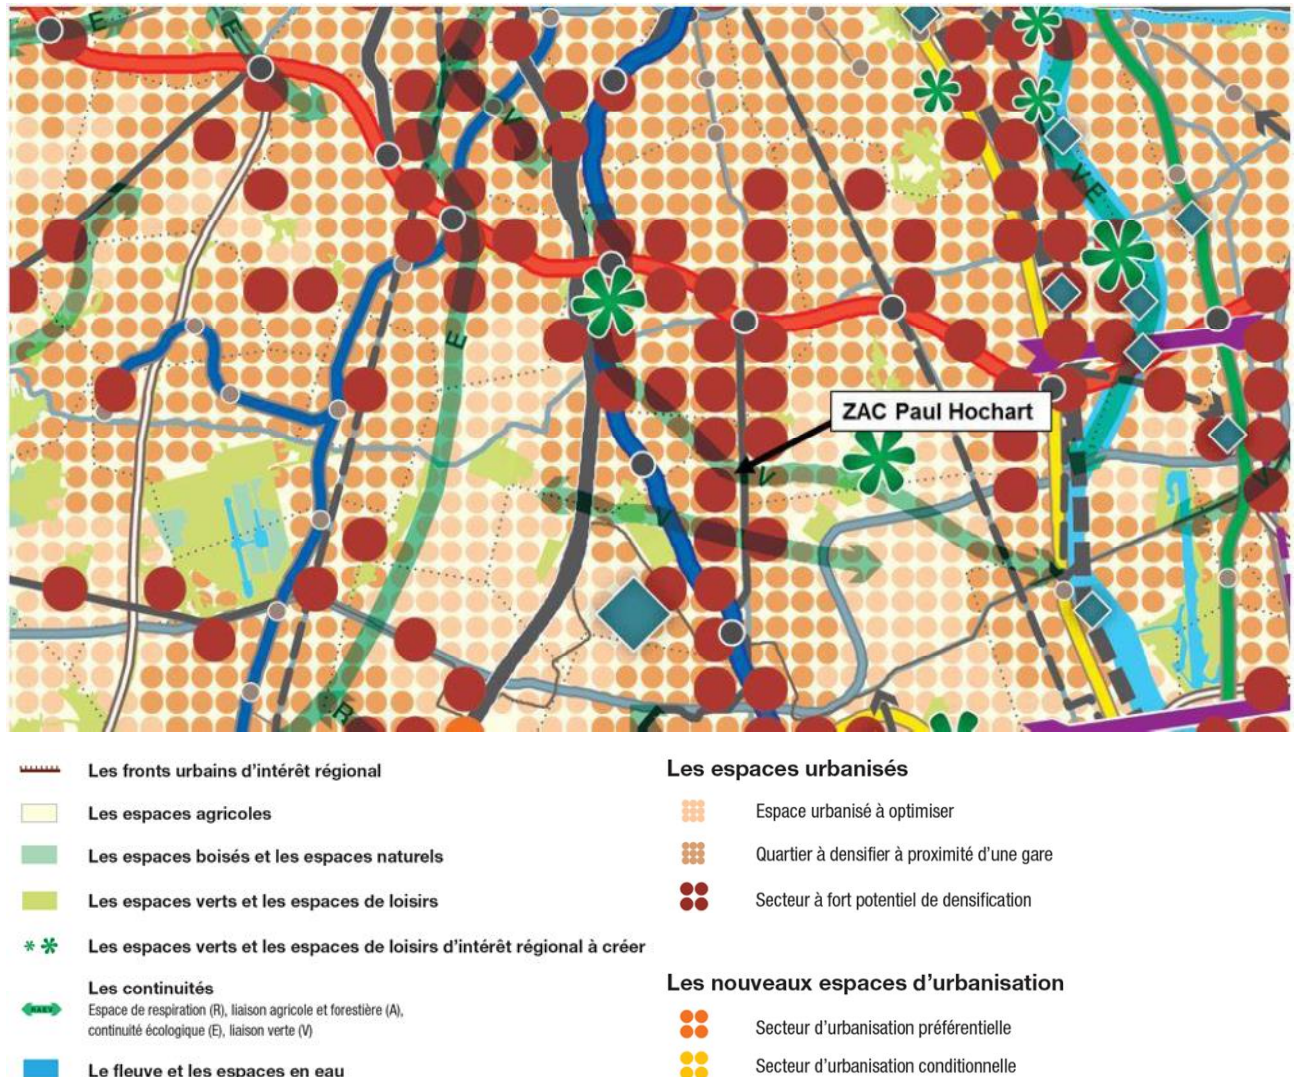 E
E
V
V E
E
ZAC Paul Hochart
V
V
V
R
Les fronts urbains d'intérêt régional
Les espaces agricoles
Les espaces boisés et les espaces naturels
Les espaces verts et les espaces de loisirs
Les espaces verts et les espaces de loisirs d'intérêt régional à créer
Les continuités
Espace de respiration (R), liaison agricole et forestière (A),
continuité écologique (E), liaison verte (V)
Le fleuve et les espaces en eau
Les espaces urbanisés
Espace urbanisé à optimiser
Quartier à densifier à proximité d'une gare
Secteur à fort potentiel de densification
Les nouveaux espaces d'urbanisation
Secteur d'urbanisation préférentielle
Secteur d'urbanisation conditionnelle